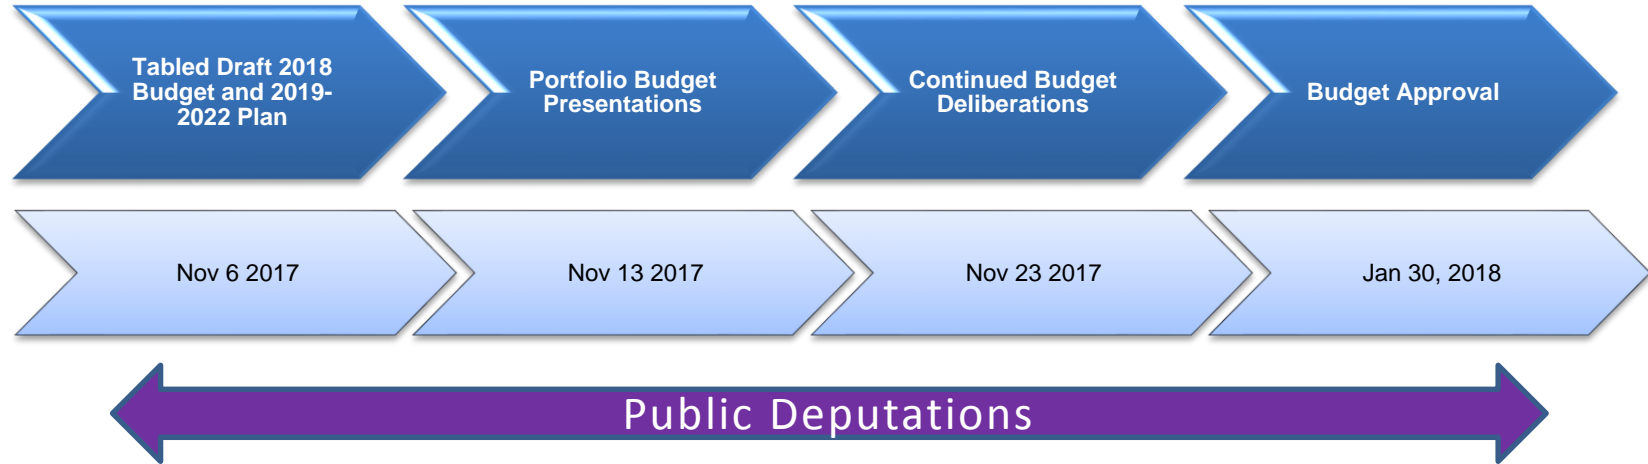 Tabled Draft 2018
Budget and 2019-
2022 Plan
Portfolio Budget
Presentations
Continued Budget
Deliberations
Budget Approval
Nov 6 2017
Nov 13 2017
Nov 23 2017
Jan 30, 2018
Public Deputations